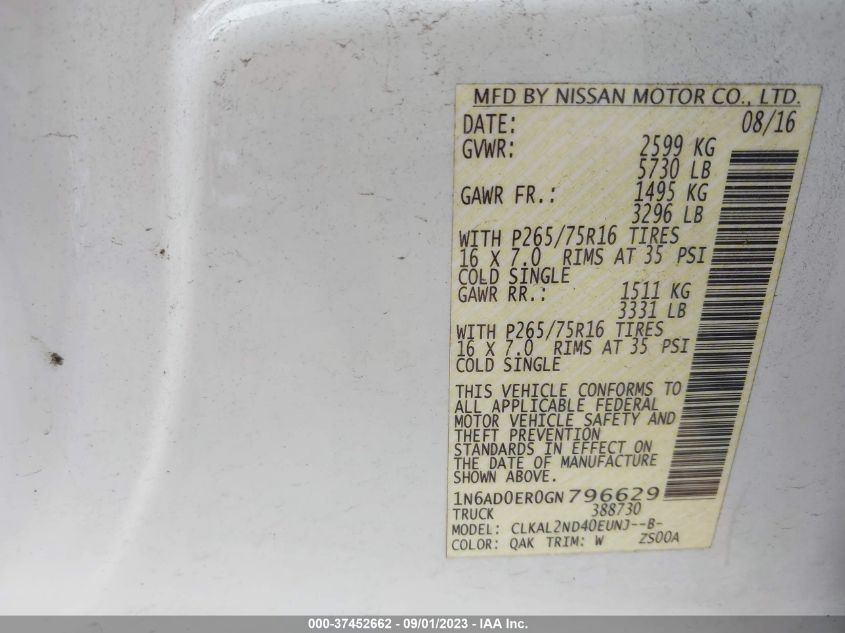 MFD BY NISSAN MOTOR CO., LTD.
DATE: 08/16
GVWR: 2599 KG
5730 LB
GAWR FR.: 1495 KG
3296 LB
WITH P265/75R16 TIRES
16 X 7.0 RIMS AT 35 PSI
COLD SINGLE
GAWR RR.: 1511 KG
3331 LB
WITH P265/75R16 TIRES
16 X 7.0 RIMS AT 35 PSI
COLD SINGLE
THIS VEHICLE CONFORMS TO
ALL APPLICABLE FEDERAL
MOTOR VEHICLE SAFETY AND
THEFT PREVENTION
STANDARDS IN EFFECT ON
THE DATE OF MANUFACTURE
SHOWN ABOVE.
1N6AD0ER0GN796629
TRUCK 388730
MODEL: CLKAL2ND40EUNJ--B-
COLOR: QAK TRIM: W ZS00A
000-37452662 - 09/01/2023 - IAA Inc.